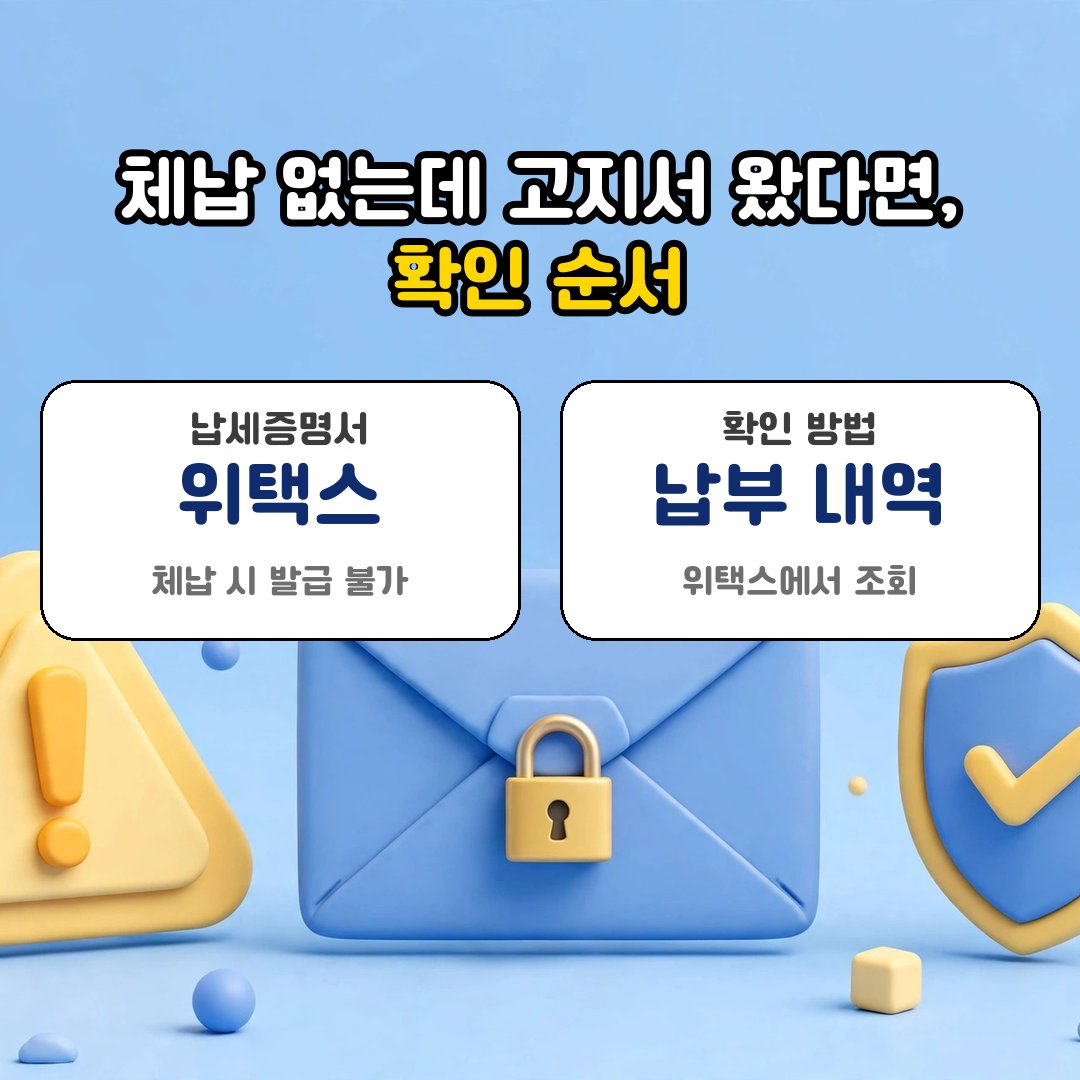 체납 없는데 고지서 왔다면,
확인 순서
납세증명서
위택스
체납 시 발급 불가
확인 방법
납부 내역
위택스에서 조회